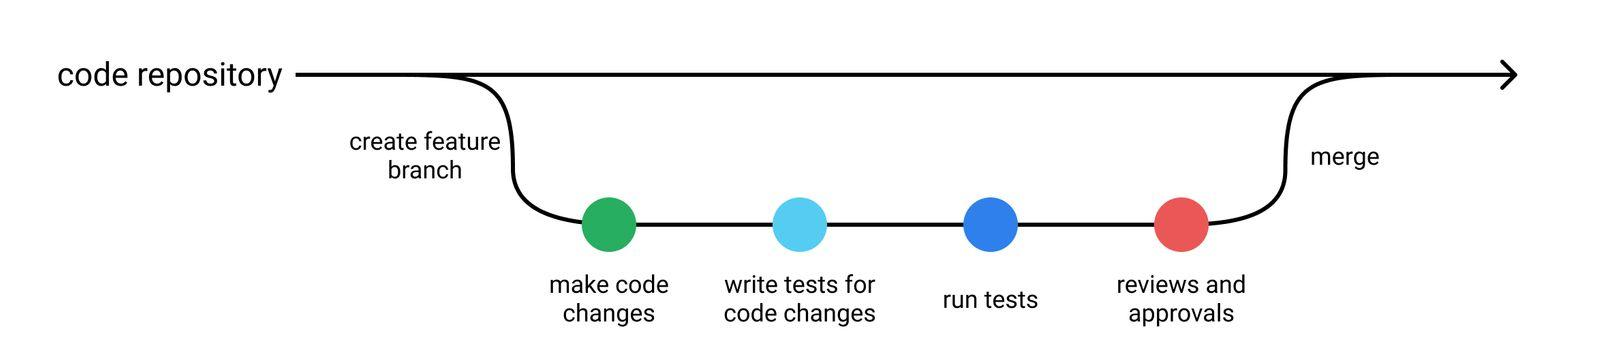 code repository
create feature
branch
merge
make code
changes
write tests for
code changes
run tests
reviews and
approvals